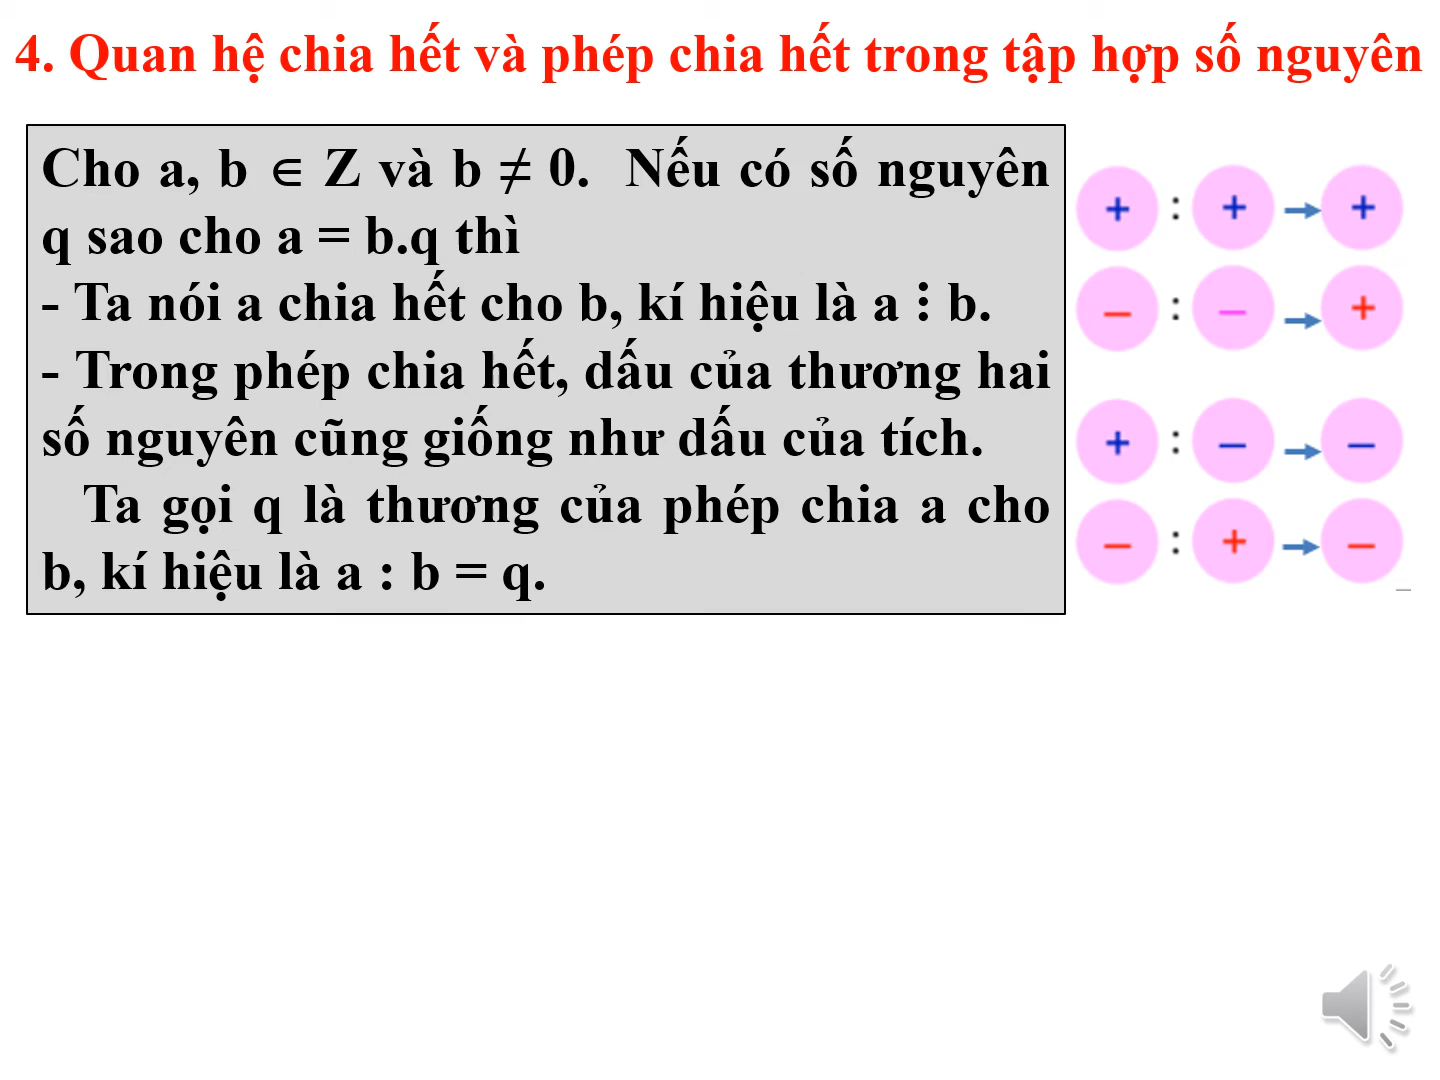 4. Quan hệ chia hết và phép chia hết trong tập hợp số nguyên
Cho a, b ∈ Z và b ≠ 0. Nếu có số nguyên
q sao cho a = b.q thì
- Ta nói a chia hết cho b, kí hiệu là a ⋮ b.
- Trong phép chia hết, dấu của thương hai
số nguyên cũng giống như dấu của tích.
Ta gọi q là thương của phép chia a cho
b, kí hiệu là a : b = q.
+ : + → +
– : – → +
+ : – → –
– : + → –